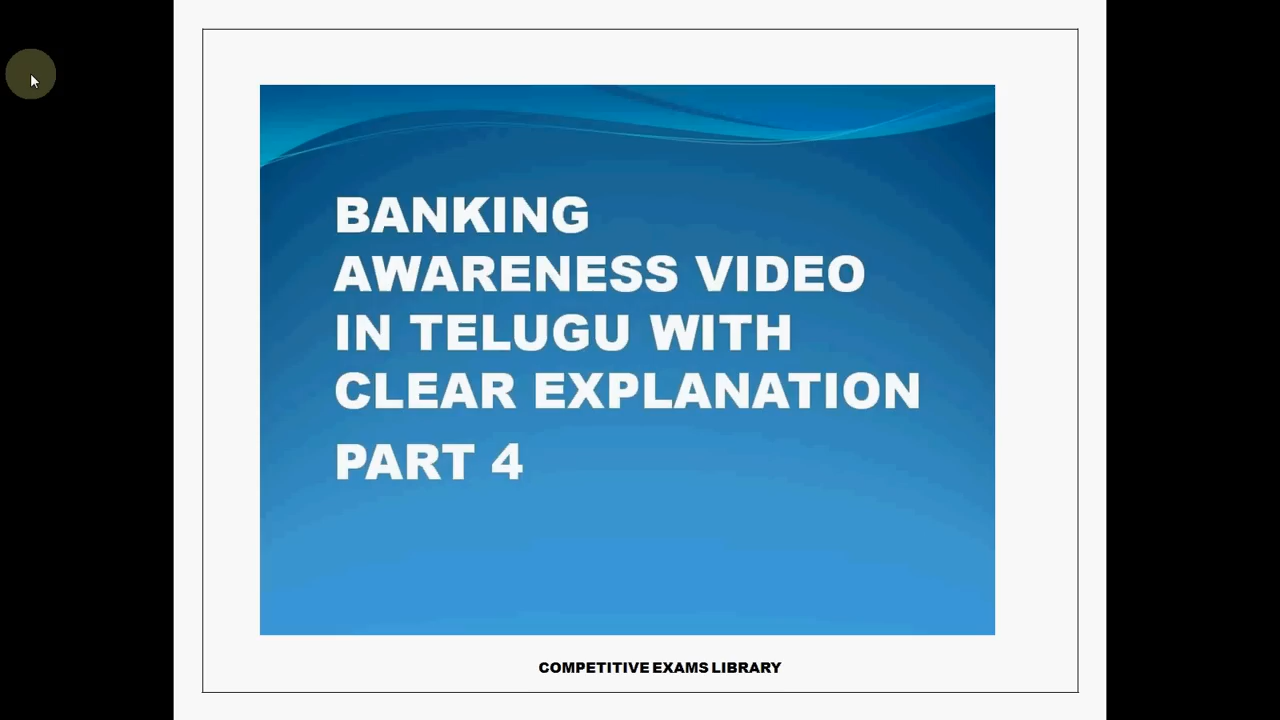 BANKING
AWARENESS VIDEO
IN TELUGU WITH
CLEAR EXPLANATION
PART 4
COMPETITIVE EXAMS LIBRARY